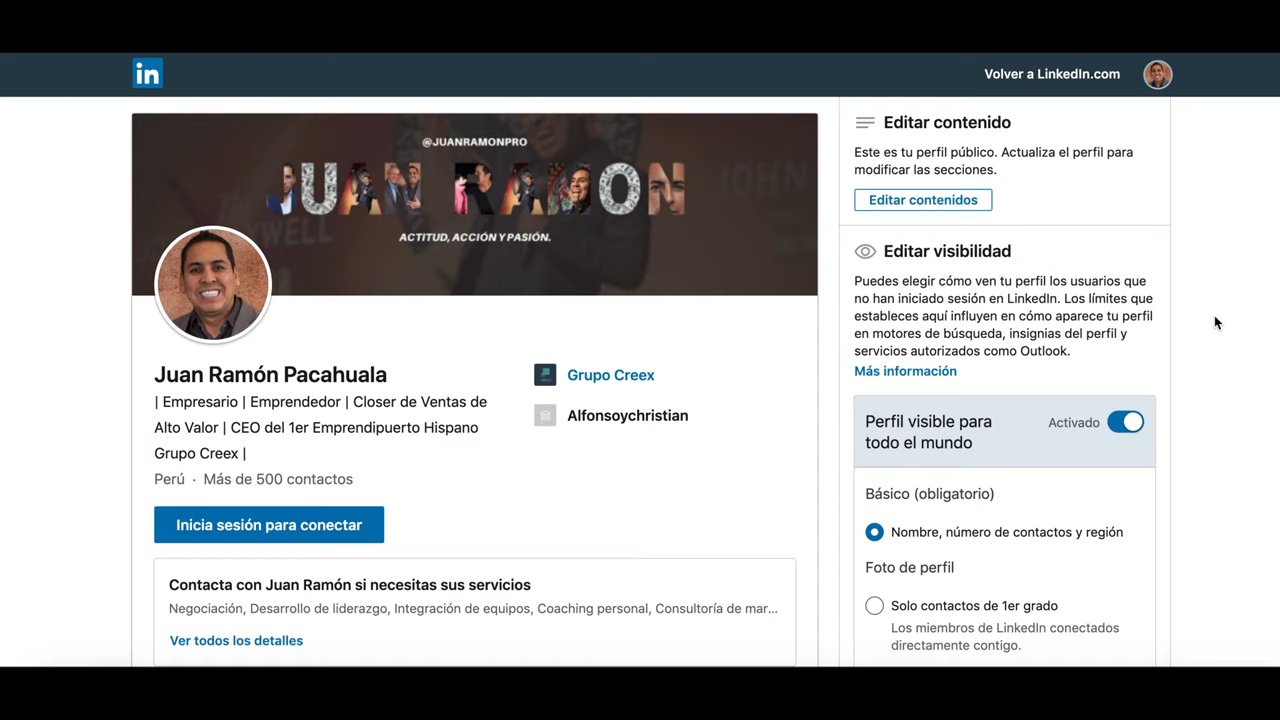 in
Volver a LinkedIn.com
@JUANRAMONPRO
JUAN RAMON
ACTITUD, ACCIÓN Y PASIÓN.
Juan Ramón Pacahuala
| Empresario | Emprendedor | Closer de Ventas de
Alto Valor | CEO del 1er Emprendipuerto Hispano
Grupo Creex |
Perú · Más de 500 contactos
Grupo Creex
Alfonsoychristian
Inicia sesión para conectar
Contacta con Juan Ramón si necesitas sus servicios
Negociación, Desarrollo de liderazgo, Integración de equipos, Coaching personal, Consultoría de mar...
Ver todos los detalles
Editar contenido
Este es tu perfil público. Actualiza el perfil para
modificar las secciones.
Editar contenidos
Editar visibilidad
Puedes elegir cómo ven tu perfil los usuarios que
no han iniciado sesión en LinkedIn. Los límites que
estableces aquí influyen en cómo aparece tu perfil
en motores de búsqueda, insignias del perfil y
servicios autorizados como Outlook.
Más información
Perfil visible para
todo el mundo
Activado
Básico (obligatorio)
Nombre, número de contactos y región
Foto de perfil
Solo contactos de 1er grado
Los miembros de LinkedIn conectados
directamente contigo.